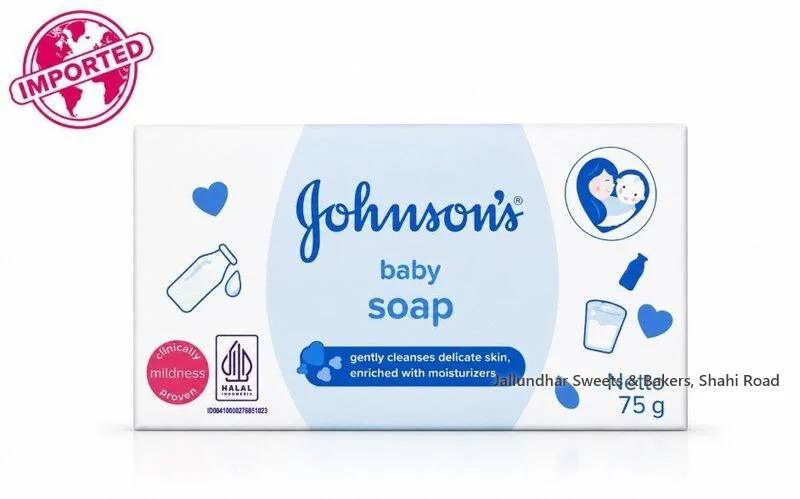 IMPORTED
Johnson's®
baby
soap
gently cleanses delicate skin,
enriched with moisturizers
clinically
mildness
proven
HALAL
INDONESIA
ID00410000276851023
Jallundhar Sweets & Bakers, Shahi Road
Netto
75 g